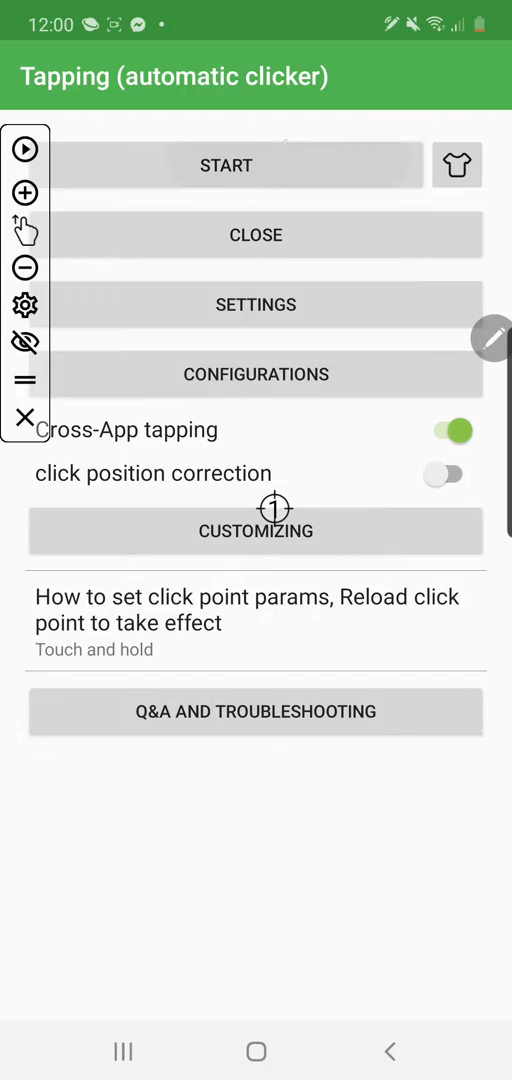 12:00
Tapping (automatic clicker)
START
CLOSE
SETTINGS
CONFIGURATIONS
Cross-App tapping
click position correction
1
CUSTOMIZING
How to set click point params, Reload click
point to take effect
Touch and hold
Q&A AND TROUBLESHOOTING